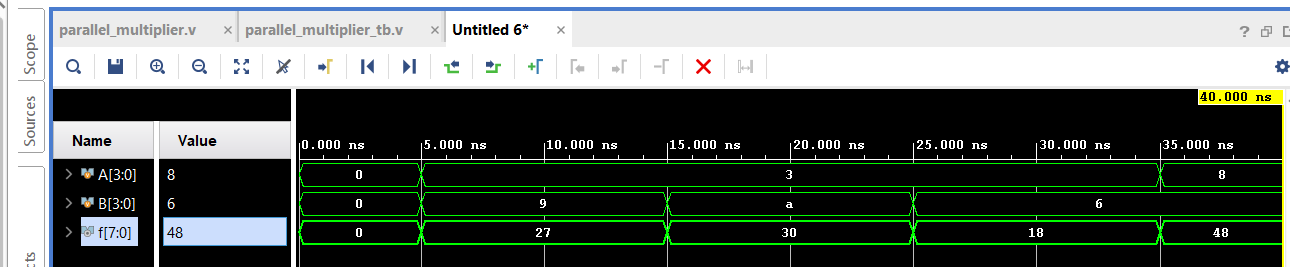 parallel_multiplier.v × parallel_multiplier_tb.v × Untitled 6* ×
?
Scope
Sources
40.000 ns
Name Value
0.000 ns 5.000 ns 10.000 ns 15.000 ns 20.000 ns 25.000 ns 30.000 ns 35.000 ns
A[3:0] 8 0 3 8
B[3:0] 6 0 9 a 6
f[7:0] 48 0 27 30 18 48